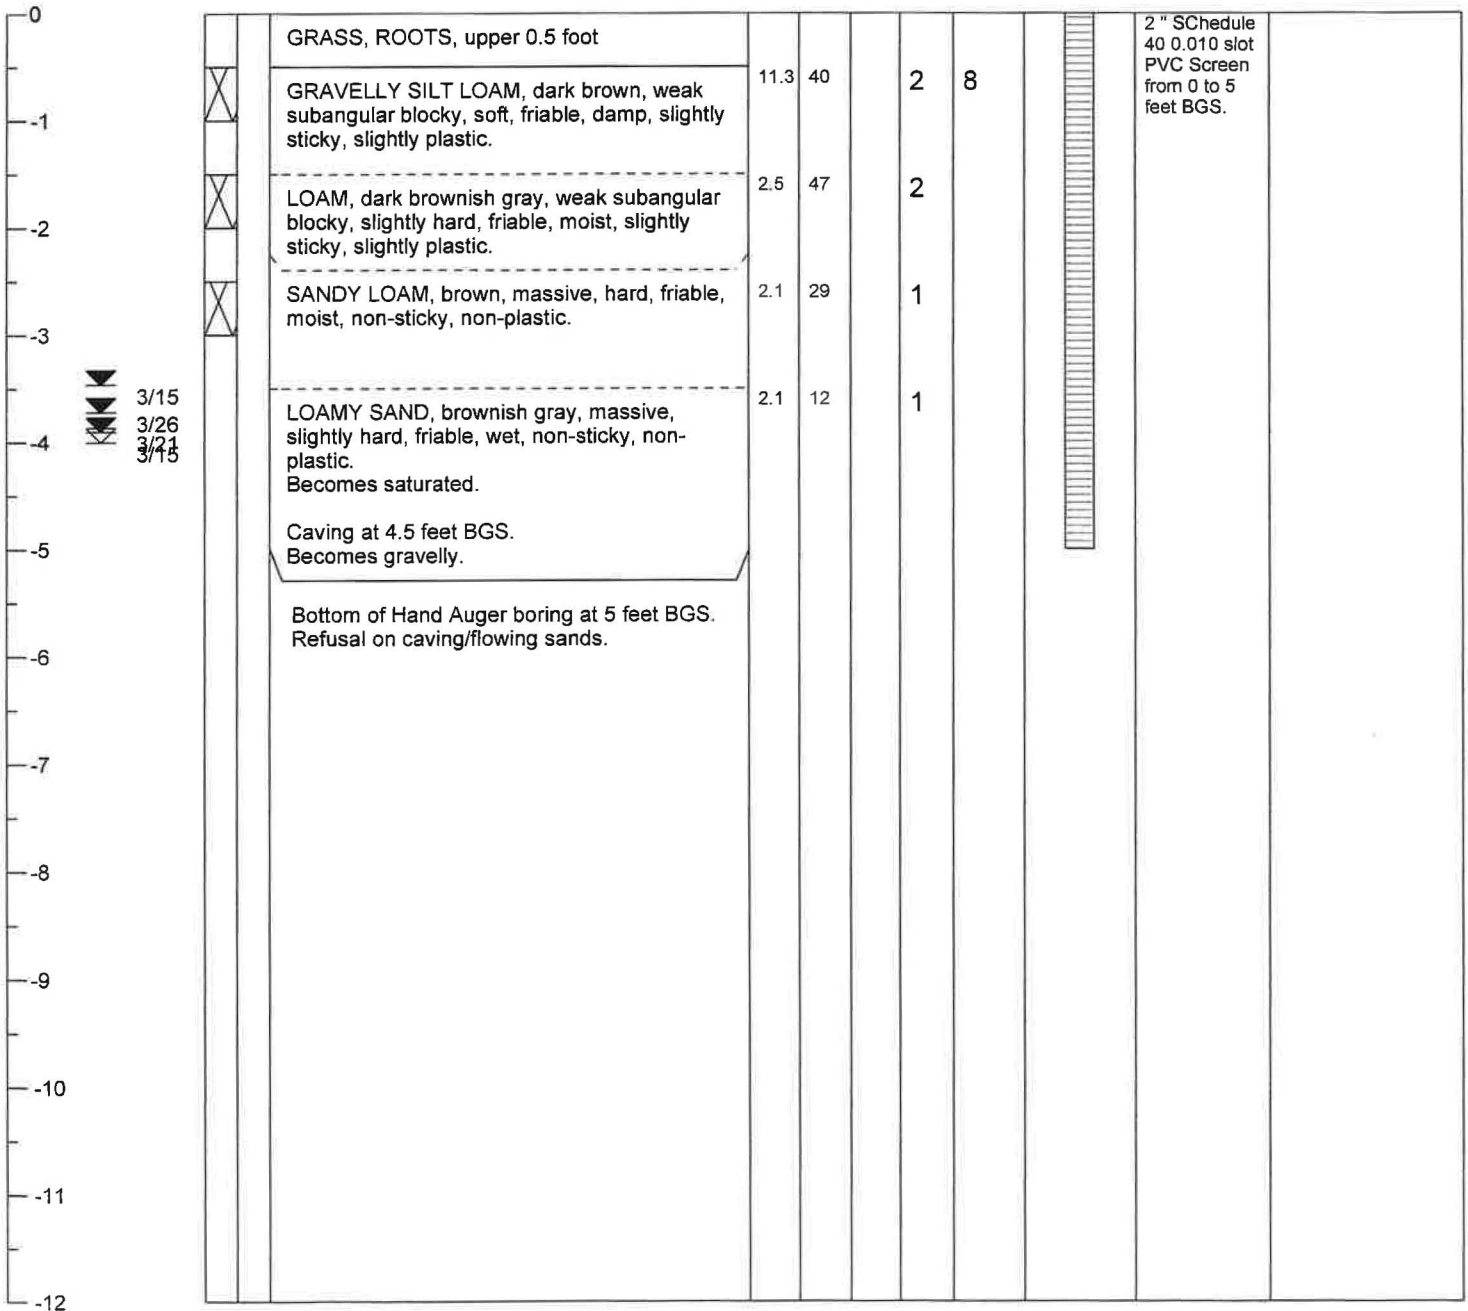 0
GRASS, ROOTS, upper 0.5 foot
2 " SChedule
40 0.010 slot
PVC Screen
from 0 to 5
feet BGS.
11.3 40 2 8
GRAVELLY SILT LOAM, dark brown, weak
subangular blocky, soft, friable, damp, slightly
sticky, slightly plastic.
-1
2.5 47 2
LOAM, dark brownish gray, weak subangular
blocky, slightly hard, friable, moist, slightly
sticky, slightly plastic.
-2
2.1 29 1
SANDY LOAM, brown, massive, hard, friable,
moist, non-sticky, non-plastic.
-3
3/15
3/26
3/21
3/15
2.1 12 1
LOAMY SAND, brownish gray, massive,
slightly hard, friable, wet, non-sticky, non-
plastic.
Becomes saturated.
-4
Caving at 4.5 feet BGS.
Becomes gravelly.
-5
Bottom of Hand Auger boring at 5 feet BGS.
Refusal on caving/flowing sands.
-6
-7
-8
-9
-10
-11
-12